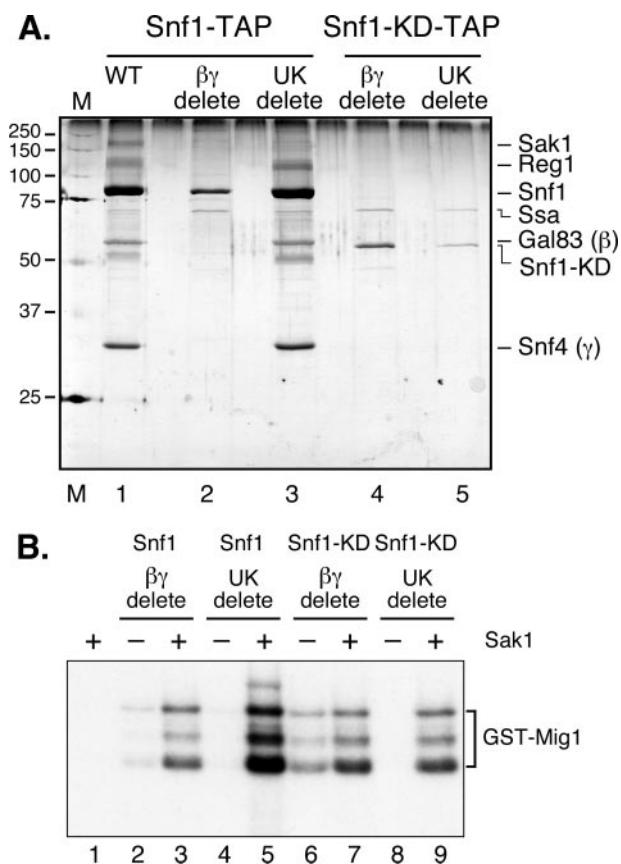 A.
Snf1-TAP Snf1-KD-TAP
M WT βγ delete UK delete βγ delete UK delete
250
150
100
75
50
37
25
Sak1
Reg1
Snf1
Ssa
Gal83 (β)
Snf1-KD
Snf4 (γ)
M 1 2 3 4 5
B.
Snf1 Snf1 Snf1-KD Snf1-KD
βγ UK βγ UK
delete delete delete delete
+ − + − + − + − + Sak1
GST-Mig1
1 2 3 4 5 6 7 8 9